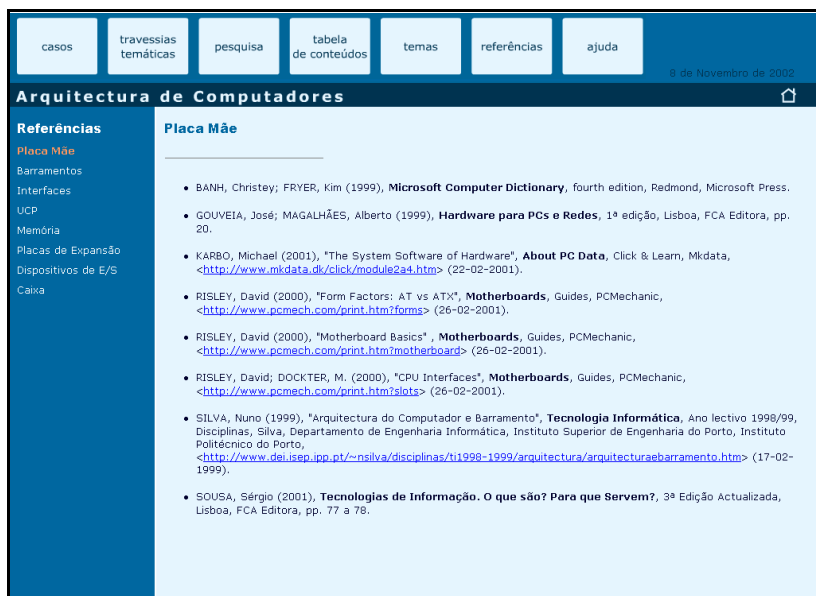 casos
travessias
temáticas
pesquisa
tabela
de conteúdos
temas
referências
ajuda
8 de Novembro de 2002
Arquitectura de Computadores
Referências
Placa Mãe
Barramentos
Interfaces
UCP
Memória
Placas de Expansão
Dispositivos de E/S
Caixa
Placa Mãe
• BANH, Christey; FRYER, Kim (1999), Microsoft Computer Dictionary, fourth edition, Redmond, Microsoft Press.
• GOUVEIA, José; MAGALHÃES, Alberto (1999), Hardware para PCs e Redes, 1ª edição, Lisboa, FCA Editora, pp.
20.
• KARBO, Michael (2001), "The System Software of Hardware", About PC Data, Click & Learn, Mkdata,
<http://www.mkdata.dk/click/module2a4.htm> (22-02-2001).
• RISLEY, David (2000), "Form Factors: AT vs ATX", Motherboards, Guides, PCMechanic,
<http://www.pcmech.com/print.htm?forms> (26-02-2001).
• RISLEY, David (2000), "Motherboard Basics" , Motherboards, Guides, PCMechanic,
<http://www.pcmech.com/print.htm?motherboard> (26-02-2001).
• RISLEY, David; DOCKTER, M. (2000), "CPU Interfaces", Motherboards, Guides, PCMechanic,
<http://www.pcmech.com/print.htm?slots> (26-02-2001).
• SILVA, Nuno (1999), "Arquitectura do Computador e Barramento", Tecnologia Informática, Ano lectivo 1998/99,
Disciplinas, Silva, Departamento de Engenharia Informática, Instituto Superior de Engenharia do Porto, Instituto
Politécnico do Porto,
<http://www.dei.isep.ipp.pt/~nsilva/disciplinas/ti1998-1999/arquitectura/arquitecturaebarramento.htm> (17-02-
1999).
• SOUSA, Sérgio (2001), Tecnologias de Informação. O que são? Para que Servem?, 3ª Edição Actualizada,
Lisboa, FCA Editora, pp. 77 a 78.